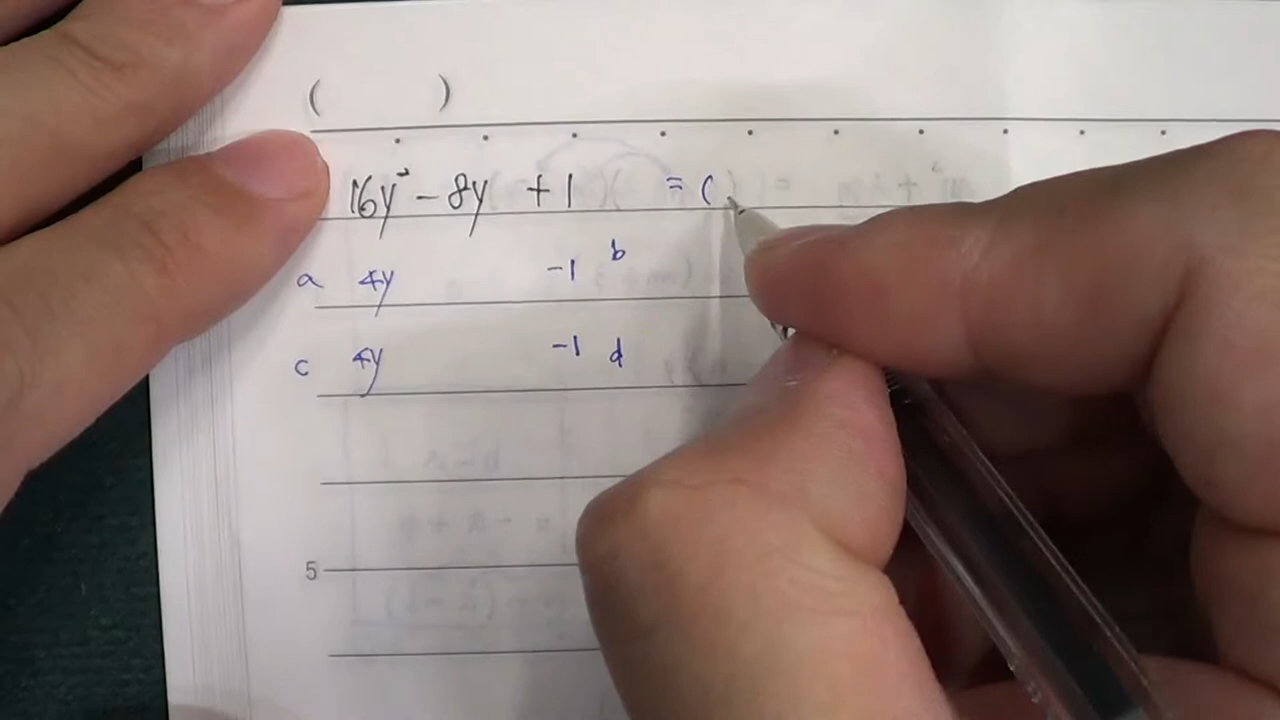 ( )
16y² - 8y + 1 = (
a 4y -1 b
c 4y -1 d
5